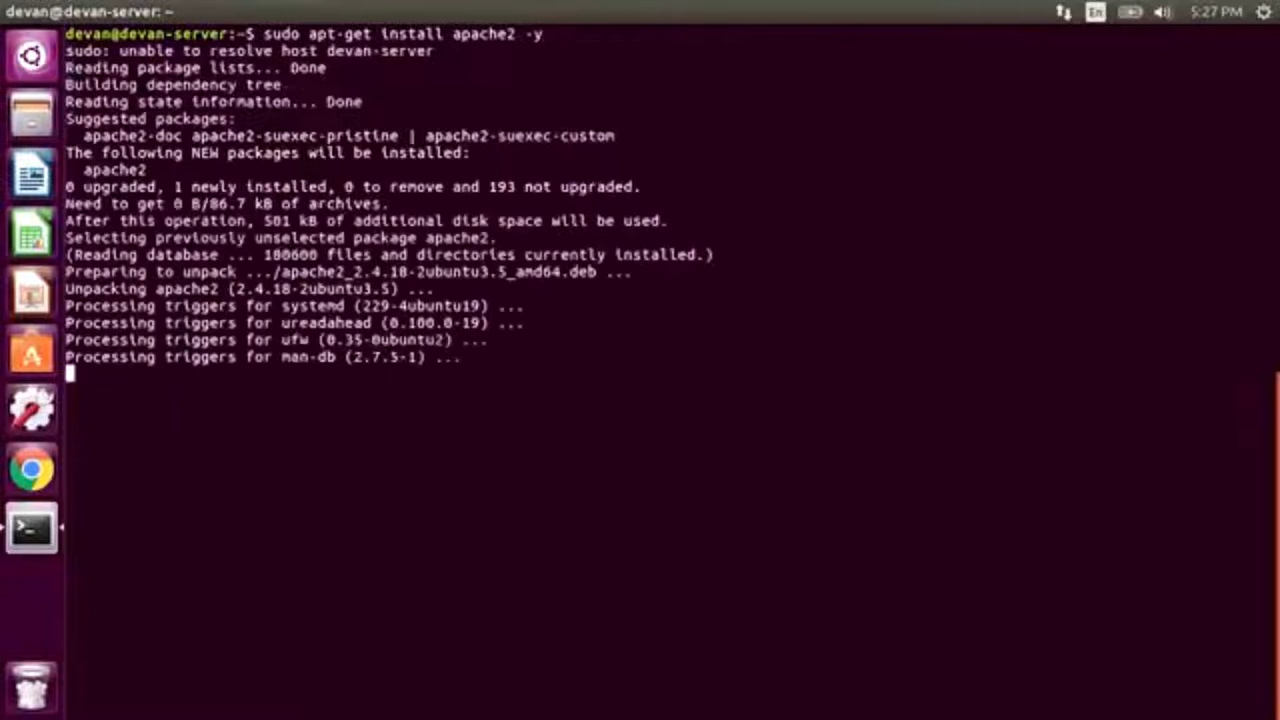 devan@devan-server: ~
En
5:27 PM
devan@devan-server:~$ sudo apt-get install apache2 -y
sudo: unable to resolve host devan-server
Reading package lists... Done
Building dependency tree
Reading state information... Done
Suggested packages:
apache2-doc apache2-suexec-pristine | apache2-suexec-custom
The following NEW packages will be installed:
apache2
0 upgraded, 1 newly installed, 0 to remove and 193 not upgraded.
Need to get 0 B/86.7 kB of archives.
After this operation, 501 kB of additional disk space will be used.
Selecting previously unselected package apache2.
(Reading database ... 180600 files and directories currently installed.)
Preparing to unpack .../apache2_2.4.18-2ubuntu3.5_amd64.deb ...
Unpacking apache2 (2.4.18-2ubuntu3.5) ...
Processing triggers for systemd (229-4ubuntu19) ...
Processing triggers for ureadahead (0.100.0-19) ...
Processing triggers for ufw (0.35-0ubuntu2) ...
Processing triggers for man-db (2.7.5-1) ...